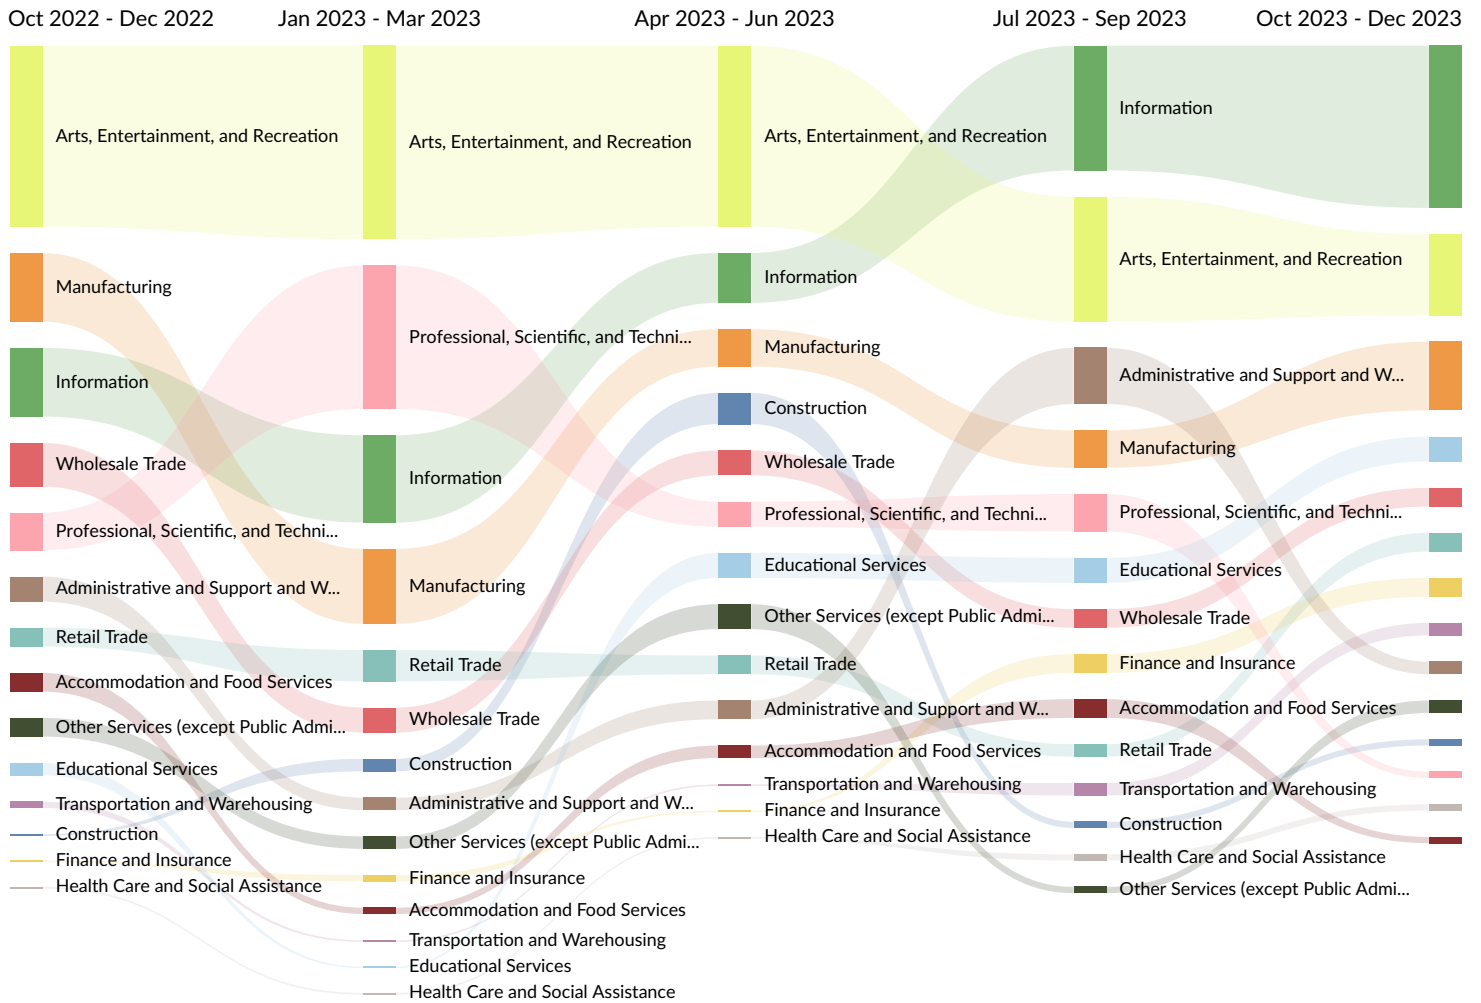 Oct 2022 - Dec 2022
Jan 2023 - Mar 2023
Apr 2023 - Jun 2023
Jul 2023 - Sep 2023
Oct 2023 - Dec 2023
Arts, Entertainment, and Recreation
Manufacturing
Information
Wholesale Trade
Professional, Scientific, and Techni...
Administrative and Support and W...
Retail Trade
Accommodation and Food Services
Other Services (except Public Admi...
Educational Services
Transportation and Warehousing
Construction
Finance and Insurance
Health Care and Social Assistance
Arts, Entertainment, and Recreation
Professional, Scientific, and Techni...
Information
Manufacturing
Retail Trade
Wholesale Trade
Construction
Administrative and Support and W...
Other Services (except Public Admi...
Finance and Insurance
Accommodation and Food Services
Transportation and Warehousing
Educational Services
Health Care and Social Assistance
Arts, Entertainment, and Recreation
Information
Manufacturing
Construction
Wholesale Trade
Professional, Scientific, and Techni...
Educational Services
Other Services (except Public Admi...
Retail Trade
Administrative and Support and W...
Accommodation and Food Services
Transportation and Warehousing
Finance and Insurance
Health Care and Social Assistance
Information
Arts, Entertainment, and Recreation
Administrative and Support and W...
Manufacturing
Professional, Scientific, and Techni...
Educational Services
Wholesale Trade
Finance and Insurance
Accommodation and Food Services
Retail Trade
Transportation and Warehousing
Construction
Health Care and Social Assistance
Other Services (except Public Admi...